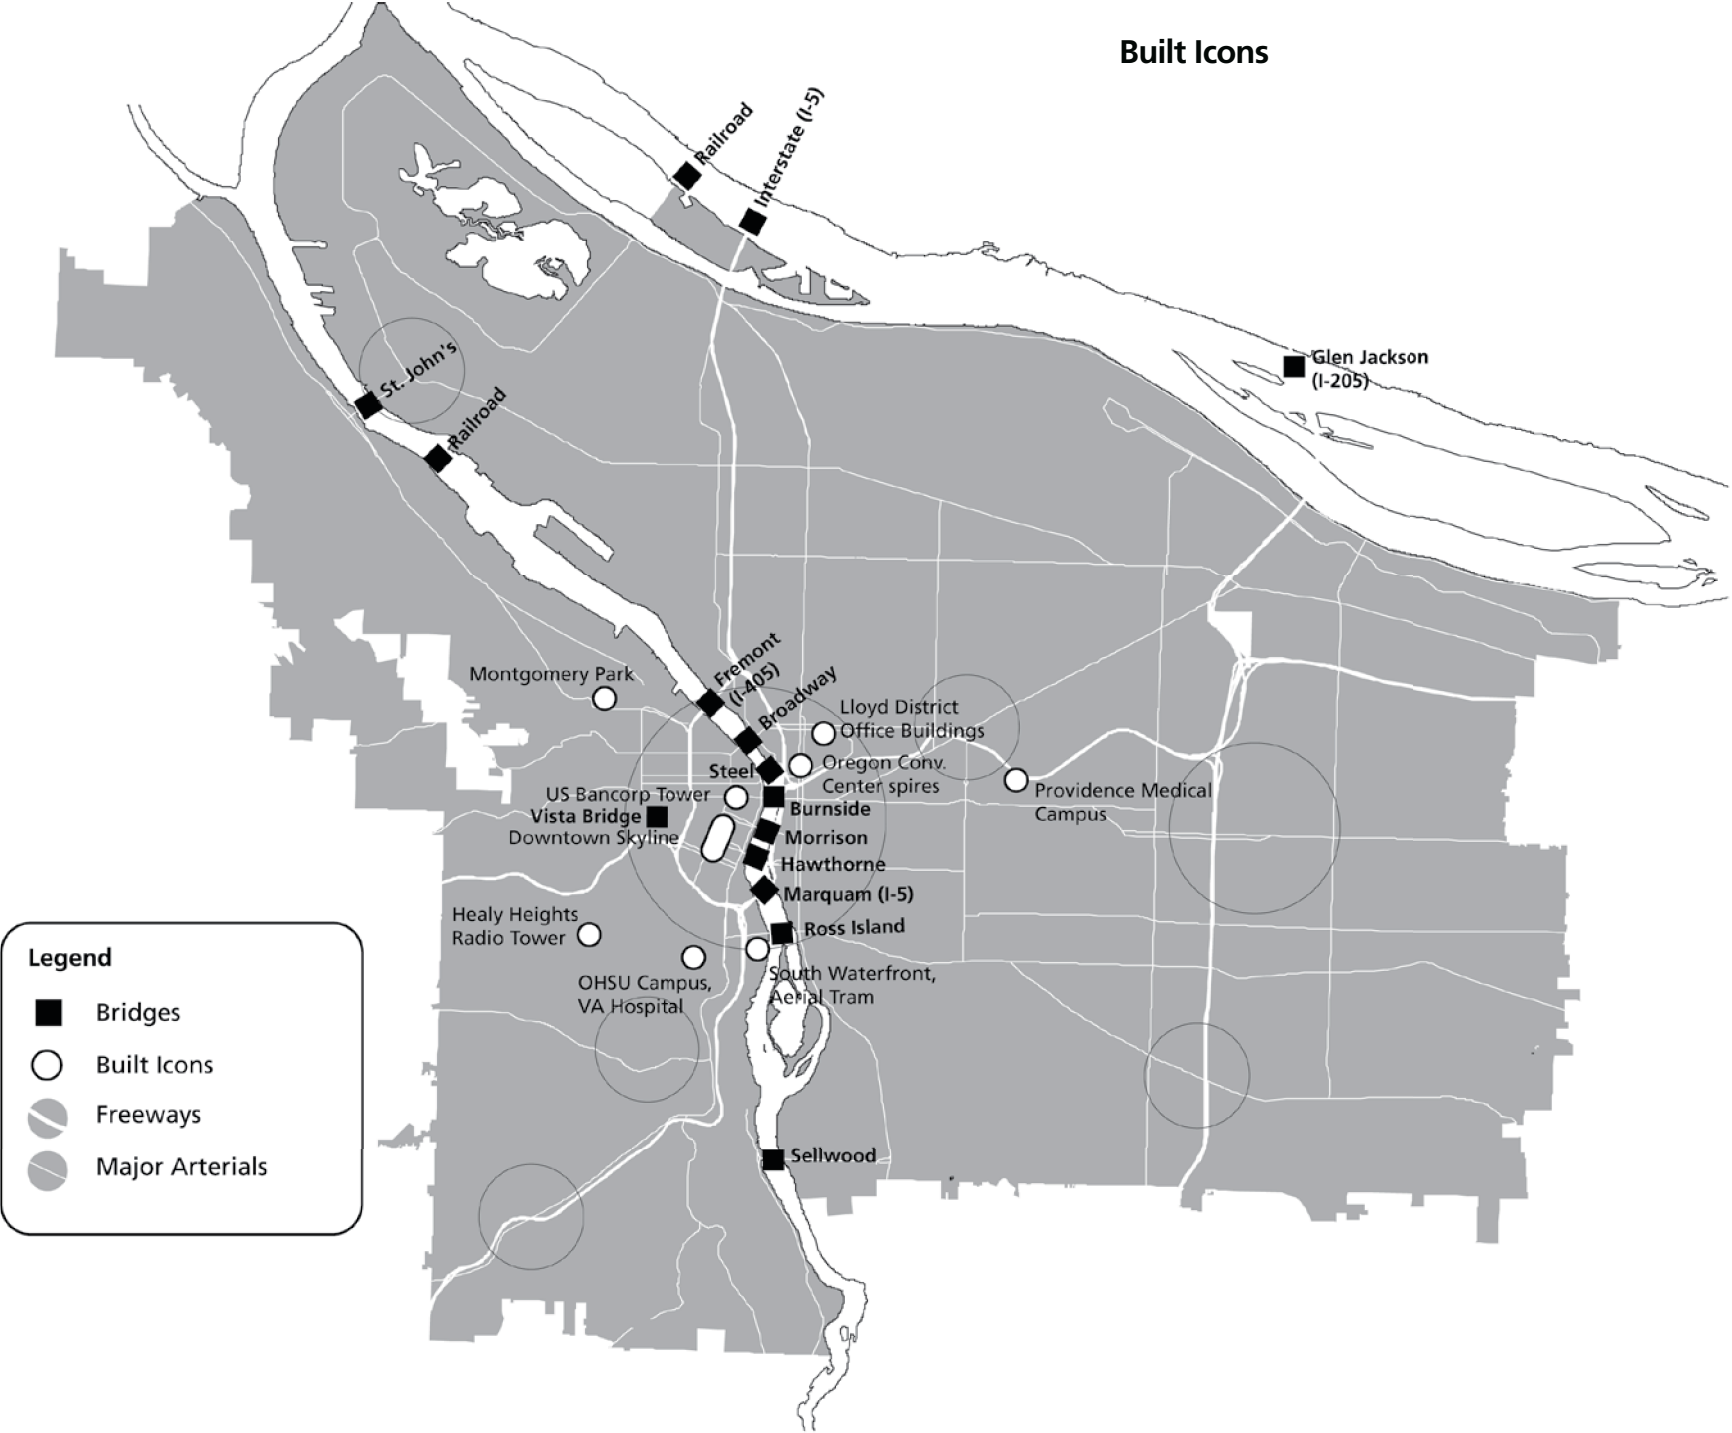 Built Icons
Railroad
Interstate (I-5)
Glen Jackson
(I-205)
St. John's
Railroad
Fremont
(I-405)
Broadway
Montgomery Park
Lloyd District
Office Buildings
Steel
Oregon Conv.
Center spires
US Bancorp Tower
Providence Medical
Campus
Burnside
Vista Bridge
Downtown Skyline
Morrison
Hawthorne
Marquam (I-5)
Healy Heights
Radio Tower
Ross Island
OHSU Campus,
VA Hospital
South Waterfront,
Aerial Tram
Sellwood
Legend
Bridges
Built Icons
Freeways
Major Arterials